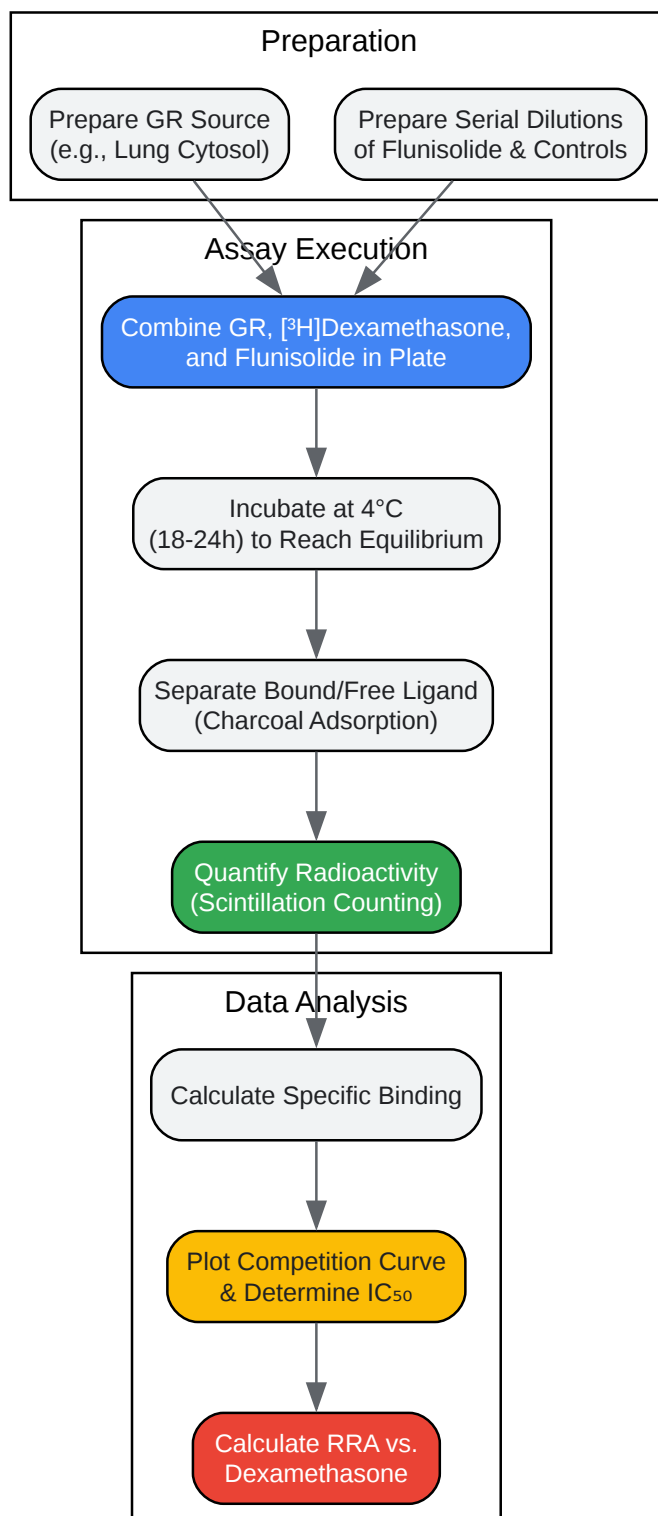 Preparation
Prepare GR Source
(e.g., Lung Cytosol)
Prepare Serial Dilutions
of Flunisolide & Controls
Assay Execution
Combine GR, [³H]Dexamethasone,
and Flunisolide in Plate
Incubate at 4°C
(18-24h) to Reach Equilibrium
Separate Bound/Free Ligand
(Charcoal Adsorption)
Quantify Radioactivity
(Scintillation Counting)
Data Analysis
Calculate Specific Binding
Plot Competition Curve
& Determine IC₅₀
Calculate RRA vs.
Dexamethasone